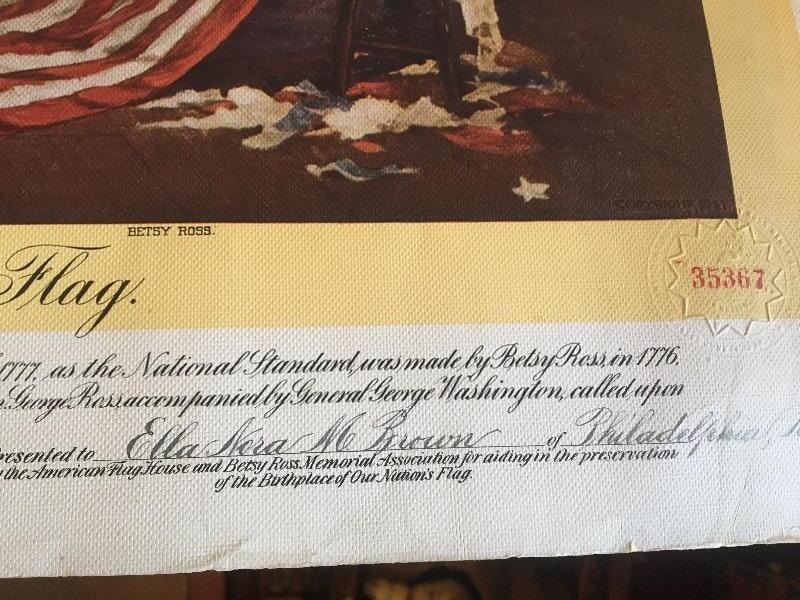 COPYRIGHT
BETSY ROSS.
35367
Flag.
1777, as the National Standard, was made by Betsy Ross, in 1776.
George Ross, accompanied by General George Washington, called upon
resented to Ella Nora M Brown of Philadelphia
the American Flag House and Betsy Ross Memorial Association for aiding in the preservation
of the Birthplace of Our Nation's Flag.